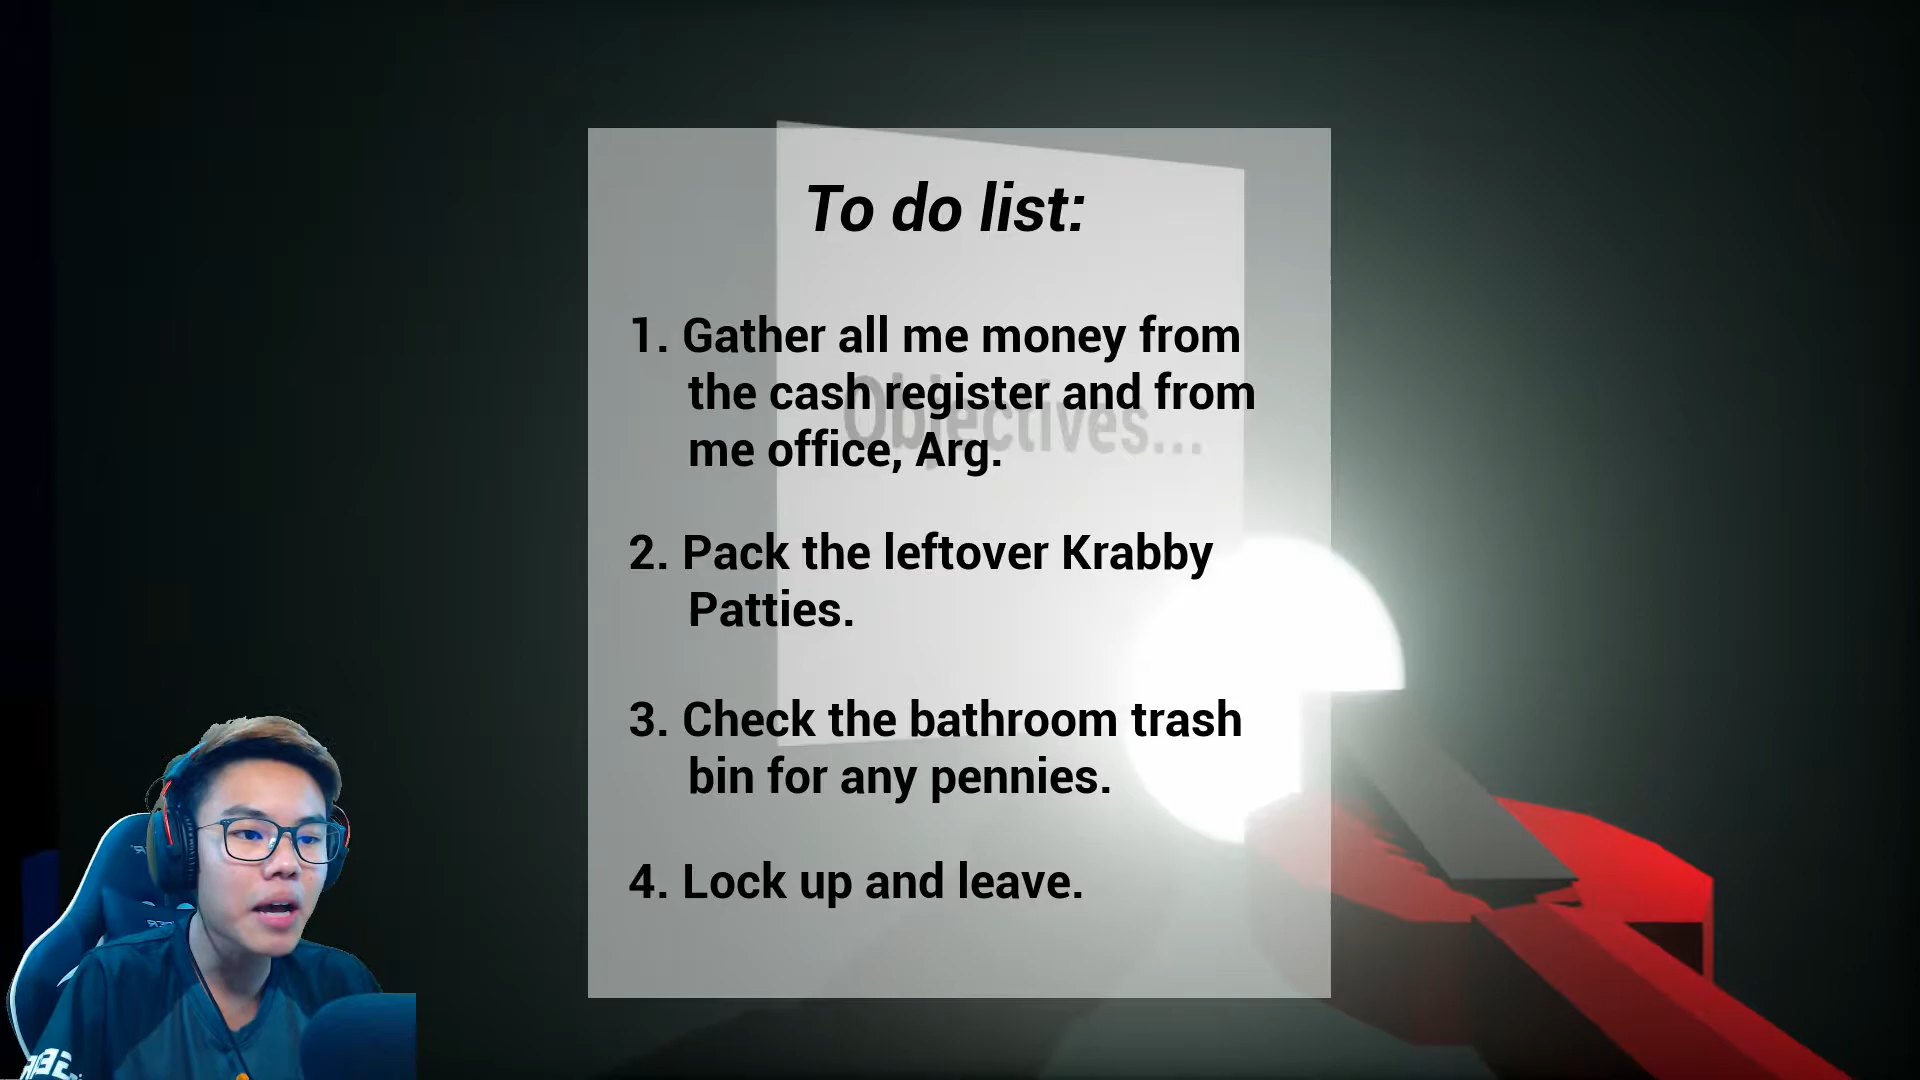 To do list:
1. Gather all me money from
the cash register and from
me office, Arg.
Objectives...
2. Pack the leftover Krabby
Patties.
3. Check the bathroom trash
bin for any pennies.
4. Lock up and leave.